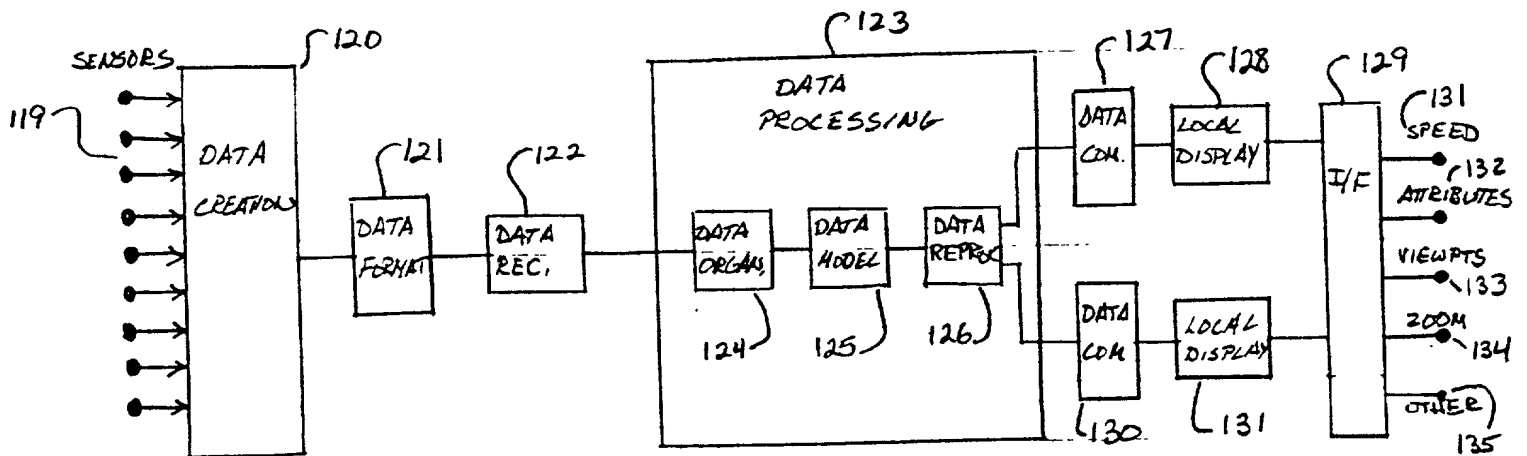 SENSORS
119
120
DATA
CREATION
121
DATA
FORMAT
122
DATA
REC.
123
DATA
PROCESSING
DATA
ORGAN.
124
DATA
MODEL
125
DATA
REPROC
126
127
DATA
COM.
128
LOCAL
DISPLAY
DATA
COM
130
LOCAL
DISPLAY
131
129
I/F
131
SPEED
132
ATTRIBUTES
VIEWPTS
133
ZOOM
134
OTHER
135